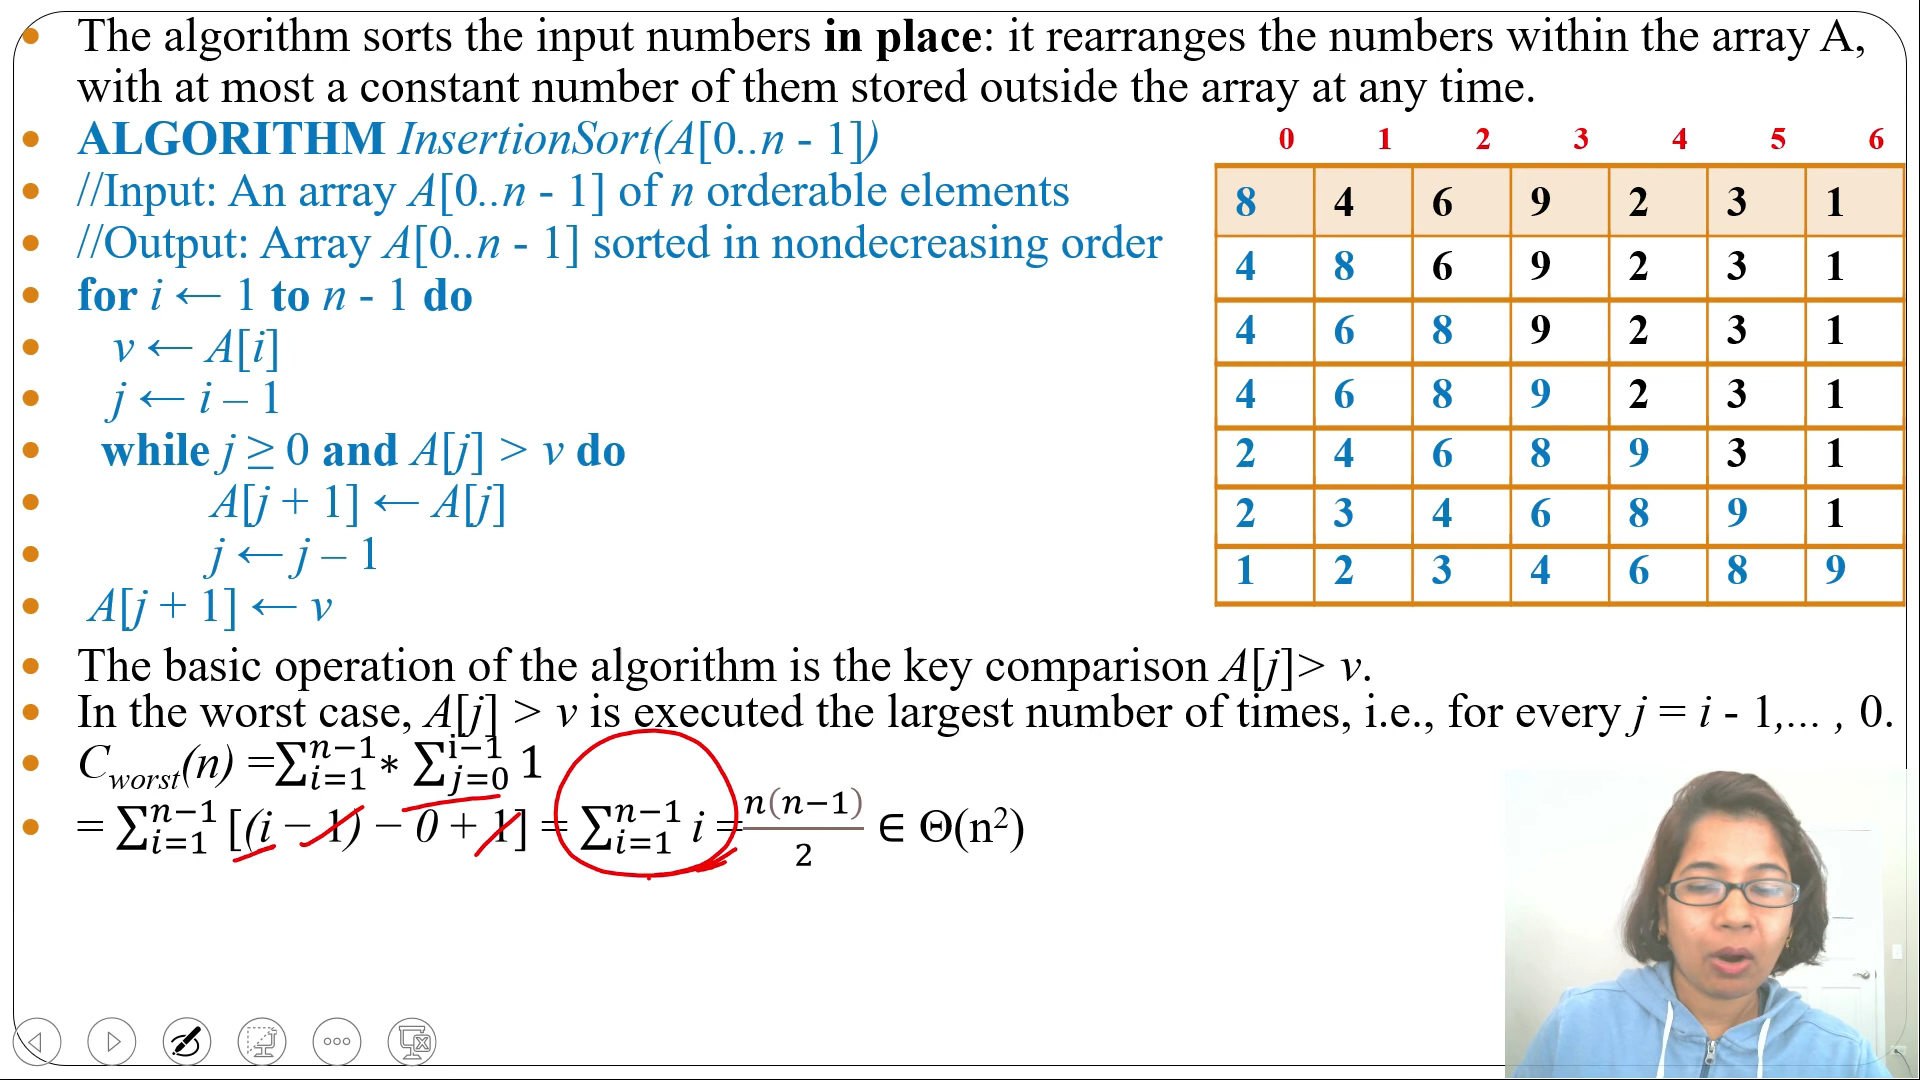 The algorithm sorts the input numbers in place: it rearranges the numbers within the array A,
with at most a constant number of them stored outside the array at any time.
ALGORITHM InsertionSort(A[0..n - 1])
//Input: An array A[0..n - 1] of n orderable elements
//Output: Array A[0..n - 1] sorted in nondecreasing order
for i ← 1 to n - 1 do
v ← A[i]
j ← i – 1
while j ≥ 0 and A[j] > v do
A[j + 1] ← A[j]
j ← j – 1
A[j + 1] ← v
0 1 2 3 4 5 6
8 4 6 9 2 3 1
4 8 6 9 2 3 1
4 6 8 9 2 3 1
4 6 8 9 2 3 1
2 4 6 8 9 3 1
2 3 4 6 8 9 1
1 2 3 4 6 8 9
The basic operation of the algorithm is the key comparison A[j]> v.
In the worst case, A[j] > v is executed the largest number of times, i.e., for every j = i - 1,... , 0.
C_worst(n) =∑_{i=1}^{n−1}* ∑_{j=0}^{i−1} 1
= ∑_{i=1}^{n−1} [(i − 1) − 0 + 1] = ∑_{i=1}^{n−1} i = n(n−1)/2 ∈ Θ(n²)